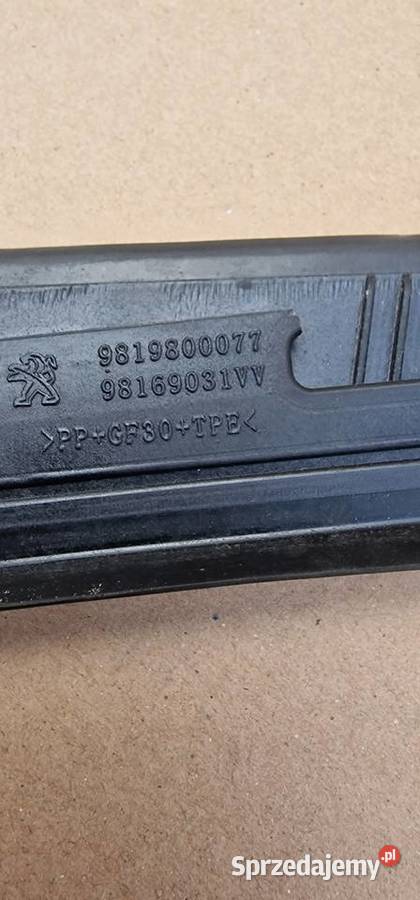 9819800077
98169031VV
>PP+GF30+TPE<
Sprzedajemy.pl